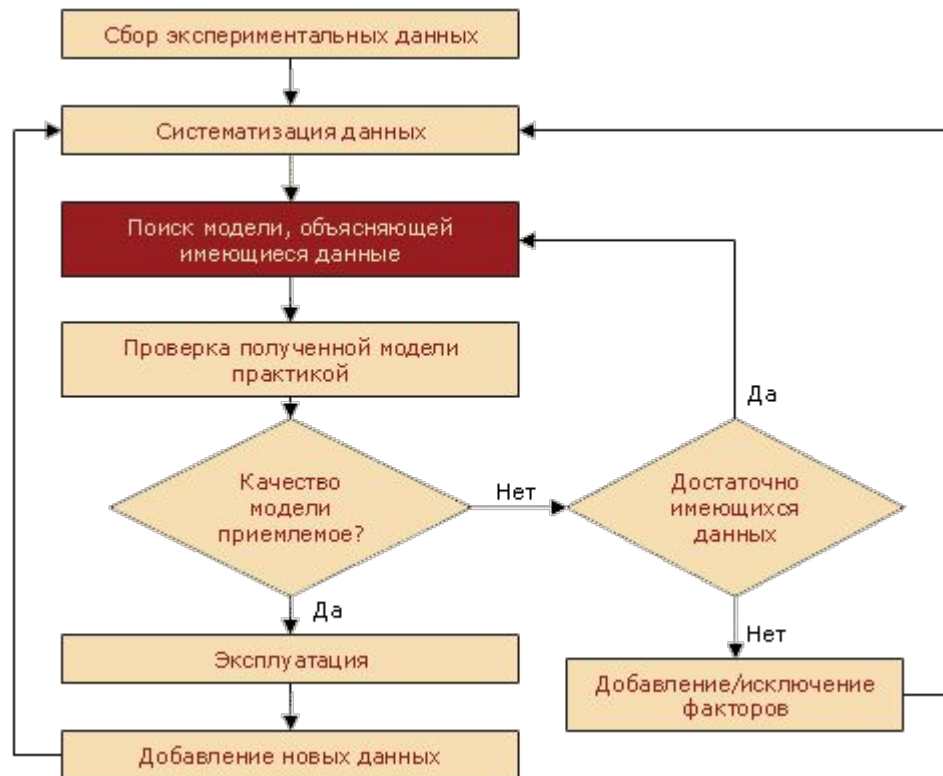 Сбор экспериментальных данных
Систематизация данных
Поиск модели, объясняющей
имеющиеся данные
Проверка полученной модели
практикой
Качество
модели
приемлемое?
Нет
Достаточно
имеющихся
данных
Да
Да
Нет
Эксплуатация
Добавление/исключение
факторов
Добавление новых данных